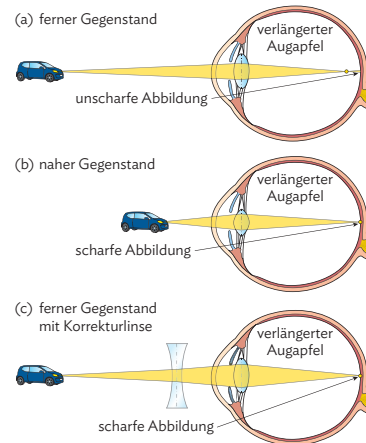 (a) ferner Gegenstand
verlängerter
Augapfel
unscharfe Abbildung
(b) naher Gegenstand
verlängerter
Augapfel
scharfe Abbildung
(c) ferner Gegenstand
mit Korrekturlinse
verlängerter
Augapfel
scharfe Abbildung